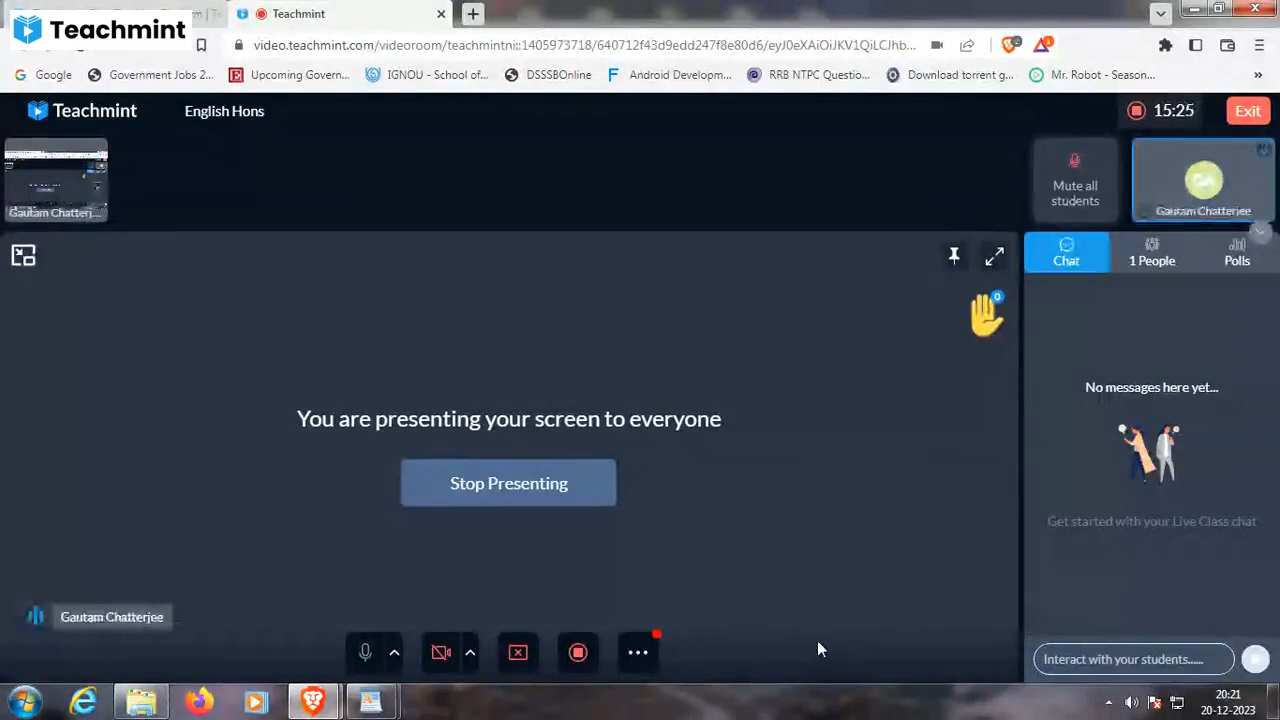 Teachmint
Teachmint
video.teachmint.com/videoroom/teachmintni:
Google
Government Jobs 2...
Upcoming Govern...
IGNOU - School of...
DSSSBOnline
Android Developm...
RRB NTPC Questio...
Download torrent g...
Mr. Robot - Season...
»
Teachmint
English Hons
15:25
Exit
Gautam Chatterj...
Mute all
students
Gautam Chatterjee
Chat
1 People
Polls
0
You are presenting your screen to everyone
Stop Presenting
No messages here yet...
Get started with your Live Class chat
Gautam Chatterjee
Interact with your students......
20:21
20-12-2023